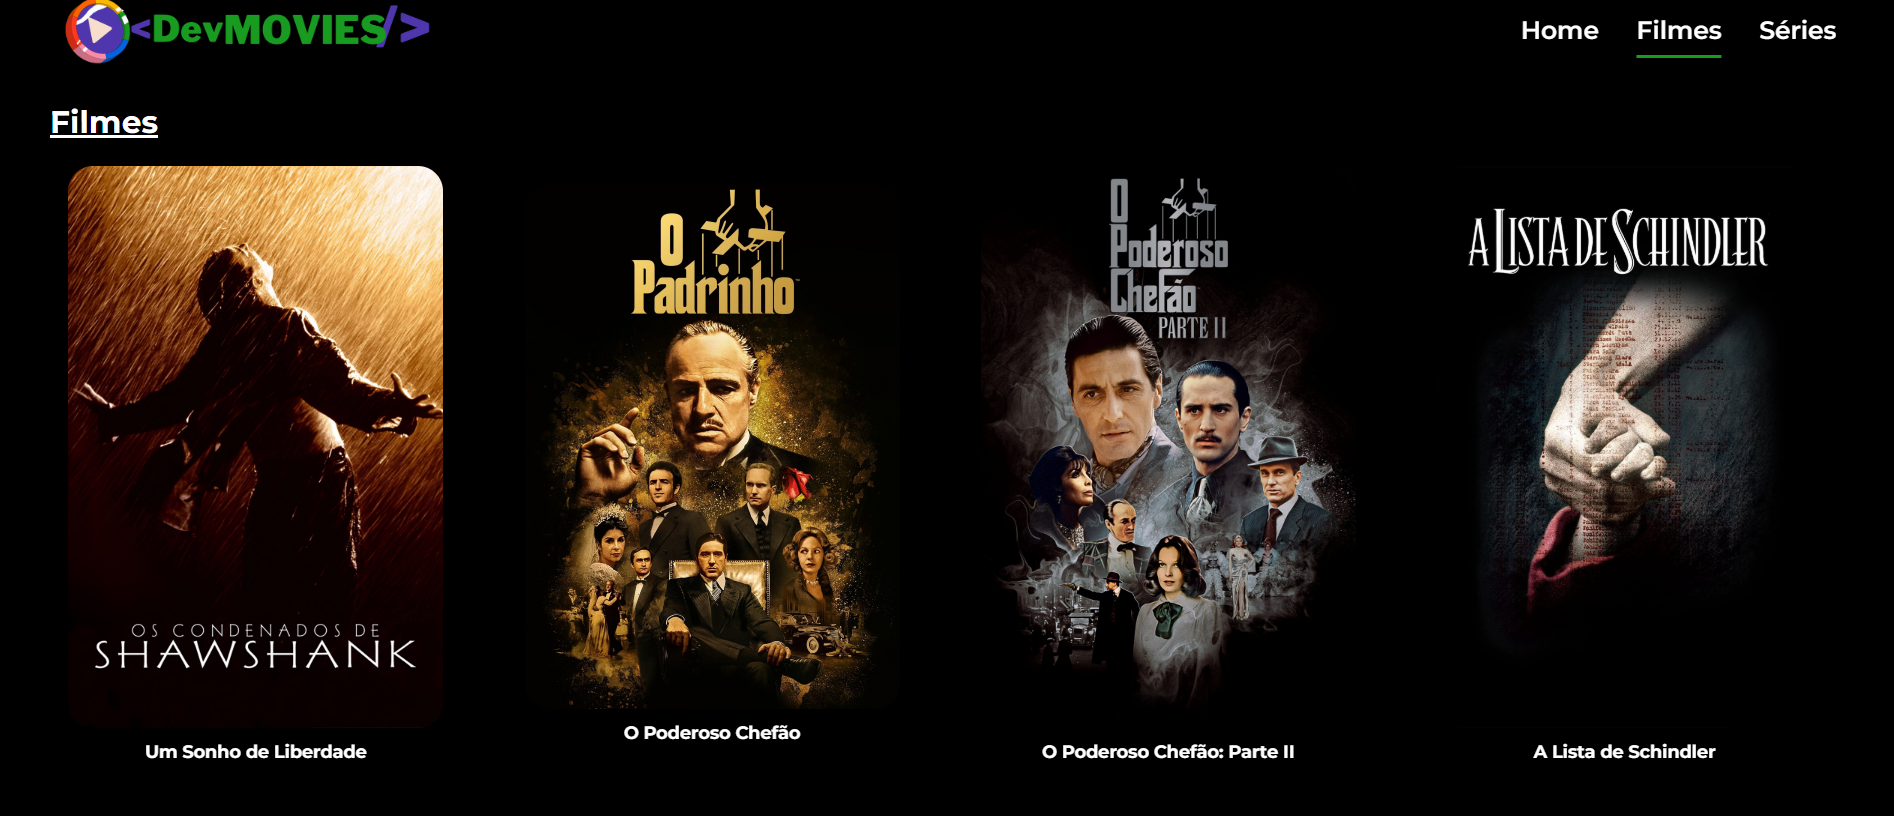 <DevMOVIES/>
Home Filmes Séries
Filmes
OS CONDENADOS DE
SHAWSHANK
Um Sonho de Liberdade
O
Padrinho
O Poderoso Chefão
O
Poderoso
Chefão
PARTE II
O Poderoso Chefão: Parte II
A LISTA DE SCHINDLER
A Lista de Schindler